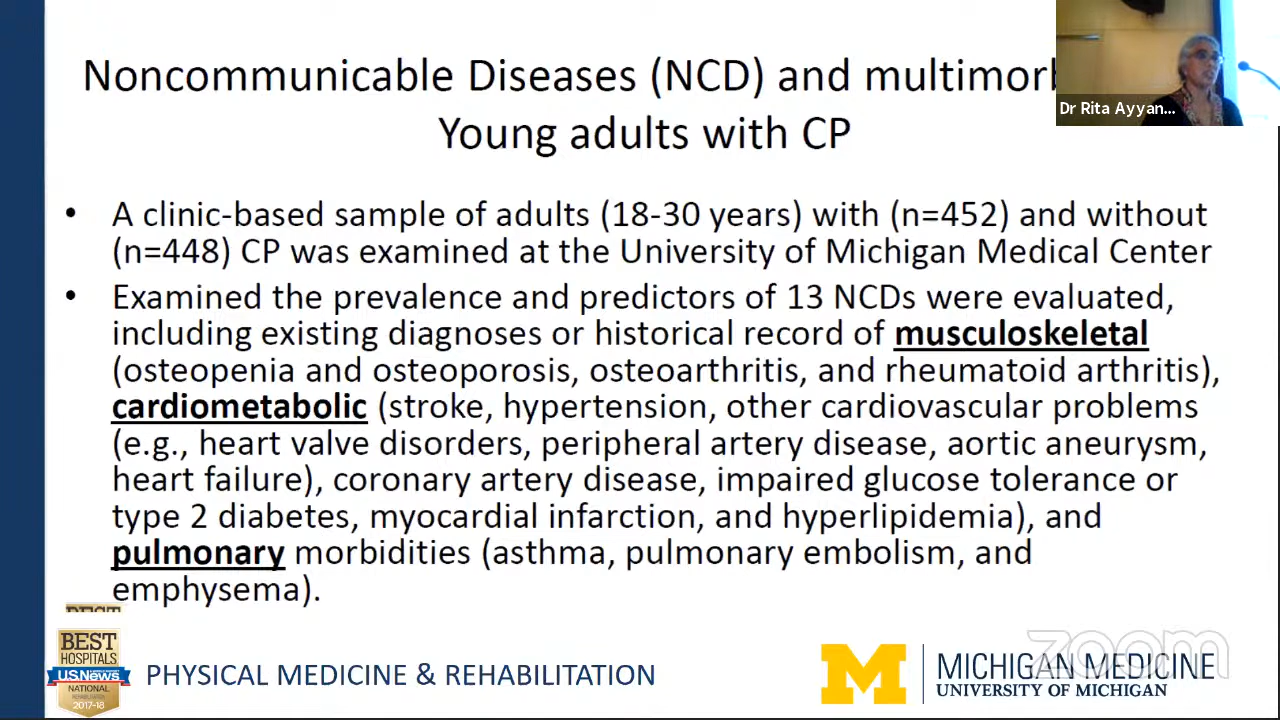 Noncommunicable Diseases (NCD) and
Young adults with CP
Dr Rita Ayyan...
• A clinic-based sample of adults (18-30 years) with (n=452) and without
(n=448) CP was examined at the University of Michigan Medical Center
• Examined the prevalence and predictors of 13 NCDs were evaluated,
including existing diagnoses or historical record of musculoskeletal
(osteopenia and osteoporosis, osteoarthritis, and rheumatoid arthritis),
cardiometabolic (stroke, hypertension, other cardiovascular problems
(e.g., heart valve disorders, peripheral artery disease, aortic aneurysm,
heart failure), coronary artery disease, impaired glucose tolerance or
type 2 diabetes, myocardial infarction, and hyperlipidemia), and
pulmonary morbidities (asthma, pulmonary embolism, and
emphysema).
BEST
BEST
HOSPITALS
U.S.News
NATIONAL
REHABILITATION
2017-18
PHYSICAL MEDICINE & REHABILITATION
M
MICHIGAN MEDICINE
UNIVERSITY OF MICHIGAN
zoom